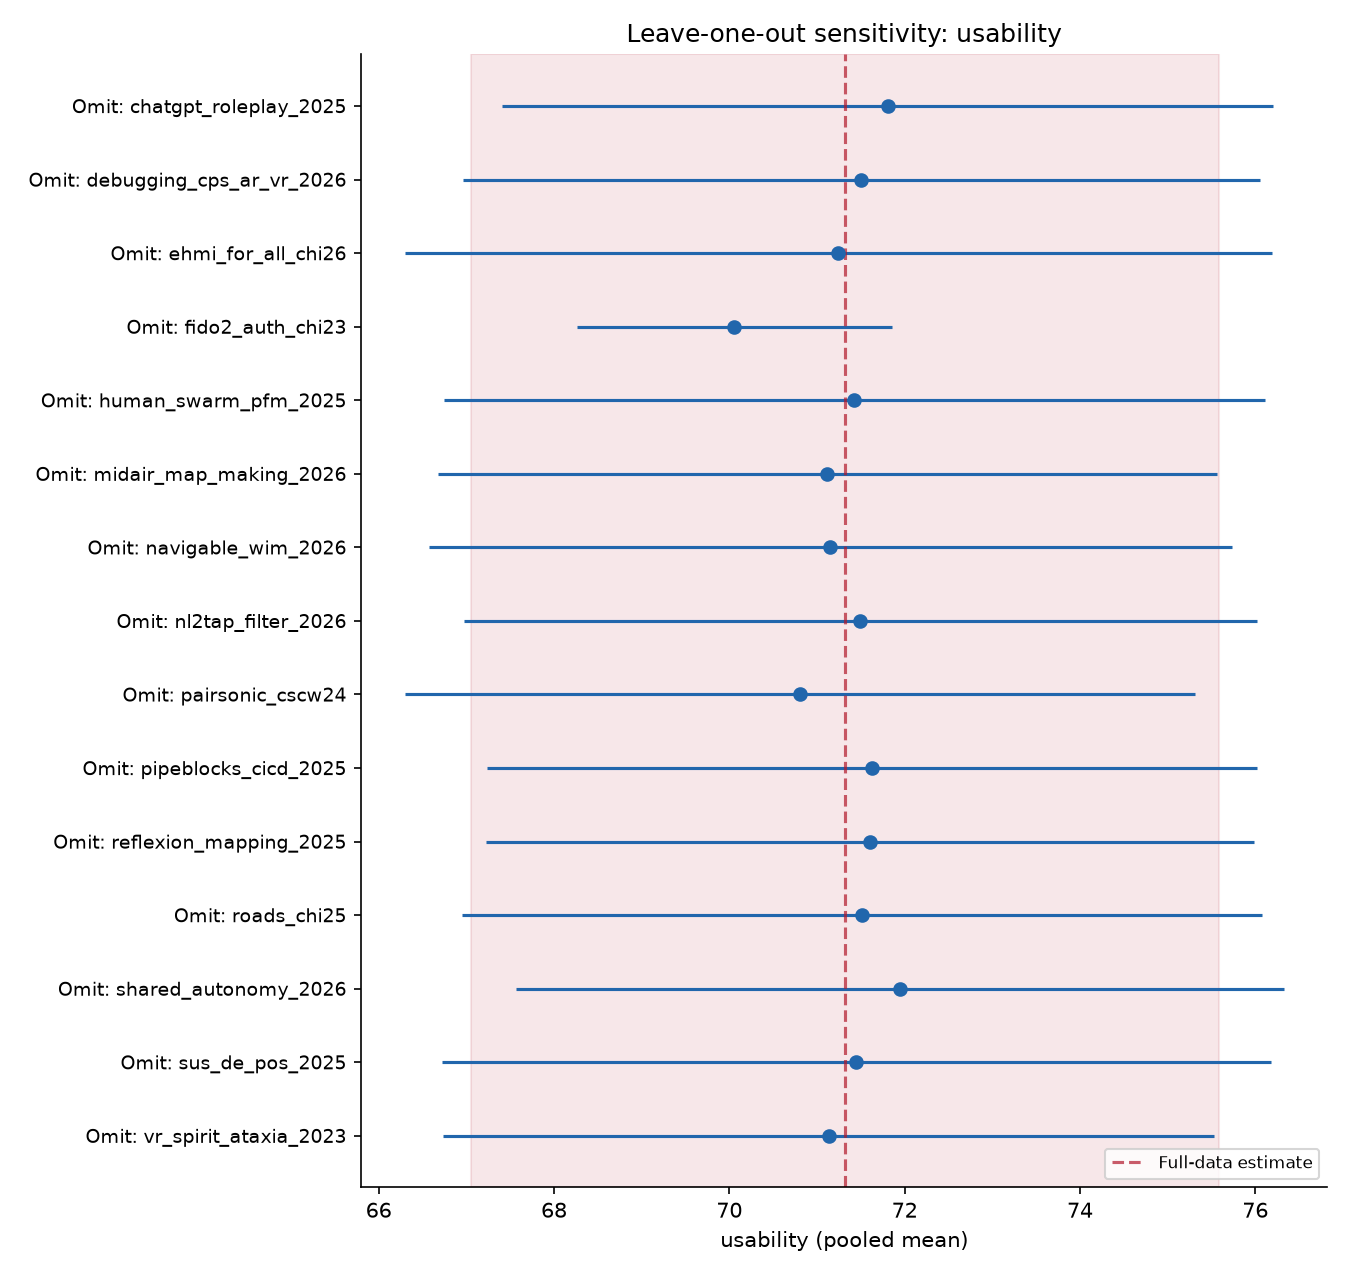 Leave-one-out sensitivity: usability
Omit: chatgpt_roleplay_2025
Omit: debugging_cps_ar_vr_2026
Omit: ehmi_for_all_chi26
Omit: fido2_auth_chi23
Omit: human_swarm_pfm_2025
Omit: midair_map_making_2026
Omit: navigable_wim_2026
Omit: nl2tap_filter_2026
Omit: pairsonic_cscw24
Omit: pipeblocks_cicd_2025
Omit: reflexion_mapping_2025
Omit: roads_chi25
Omit: shared_autonomy_2026
Omit: sus_de_pos_2025
Omit: vr_spirit_ataxia_2023
Full-data estimate
66 68 70 72 74 76
usability (pooled mean)